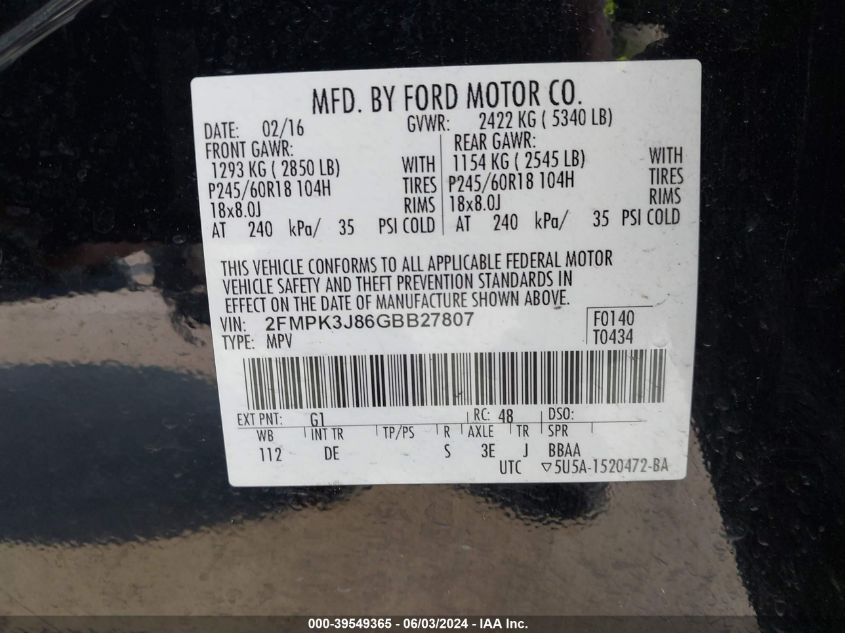 MFD. BY FORD MOTOR CO.
DATE: 02/16 GVWR: 2422 KG ( 5340 LB)
FRONT GAWR: REAR GAWR:
1293 KG ( 2850 LB) WITH 1154 KG ( 2545 LB) WITH
P245/60R18 104H TIRES P245/60R18 104H TIRES
18x8.0J RIMS 18x8.0J RIMS
AT 240 kPa/ 35 PSI COLD AT 240 kPa/ 35 PSI COLD
THIS VEHICLE CONFORMS TO ALL APPLICABLE FEDERAL MOTOR
VEHICLE SAFETY AND THEFT PREVENTION STANDARDS IN
EFFECT ON THE DATE OF MANUFACTURE SHOWN ABOVE.
VIN: 2FMPK3J86GBB27807 F0140
TYPE: MPV T0434
EXT PNT: G1 RC: 48 DSO:
WB INT TR TP/PS R AXLE TR SPR
112 DE S 3E J BBAA
UTC ▽5U5A-1520472-BA
000-39549365 - 06/03/2024 - © IAA, Inc.